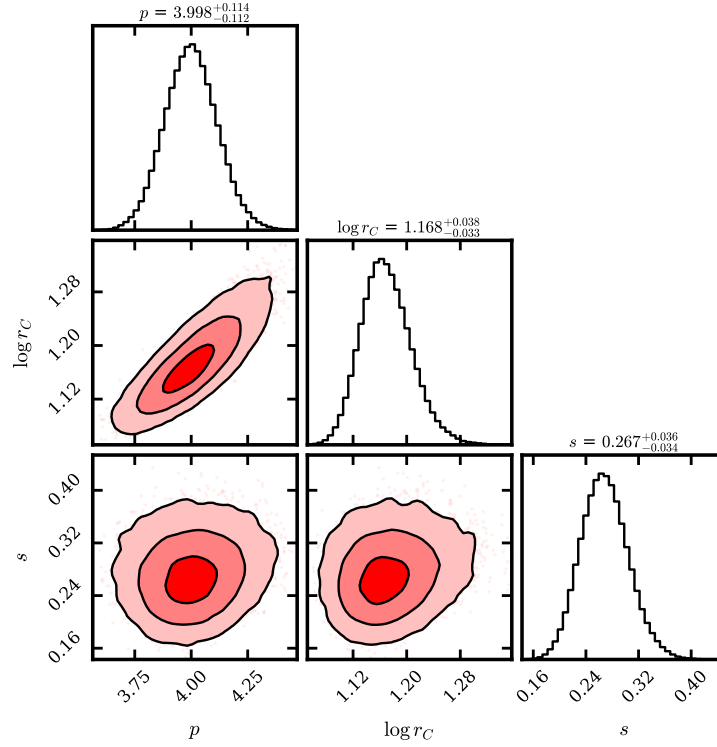 p = 3.998^{+0.114}_{-0.112}
log r_C = 1.168^{+0.038}_{-0.033}
1.28
1.20
1.12
log r_C
s = 0.267^{+0.036}_{-0.034}
0.40
0.32
0.24
0.16
s
3.75 4.00 4.25 1.12 1.20 1.28 0.16 0.24 0.32 0.40
p log r_C s